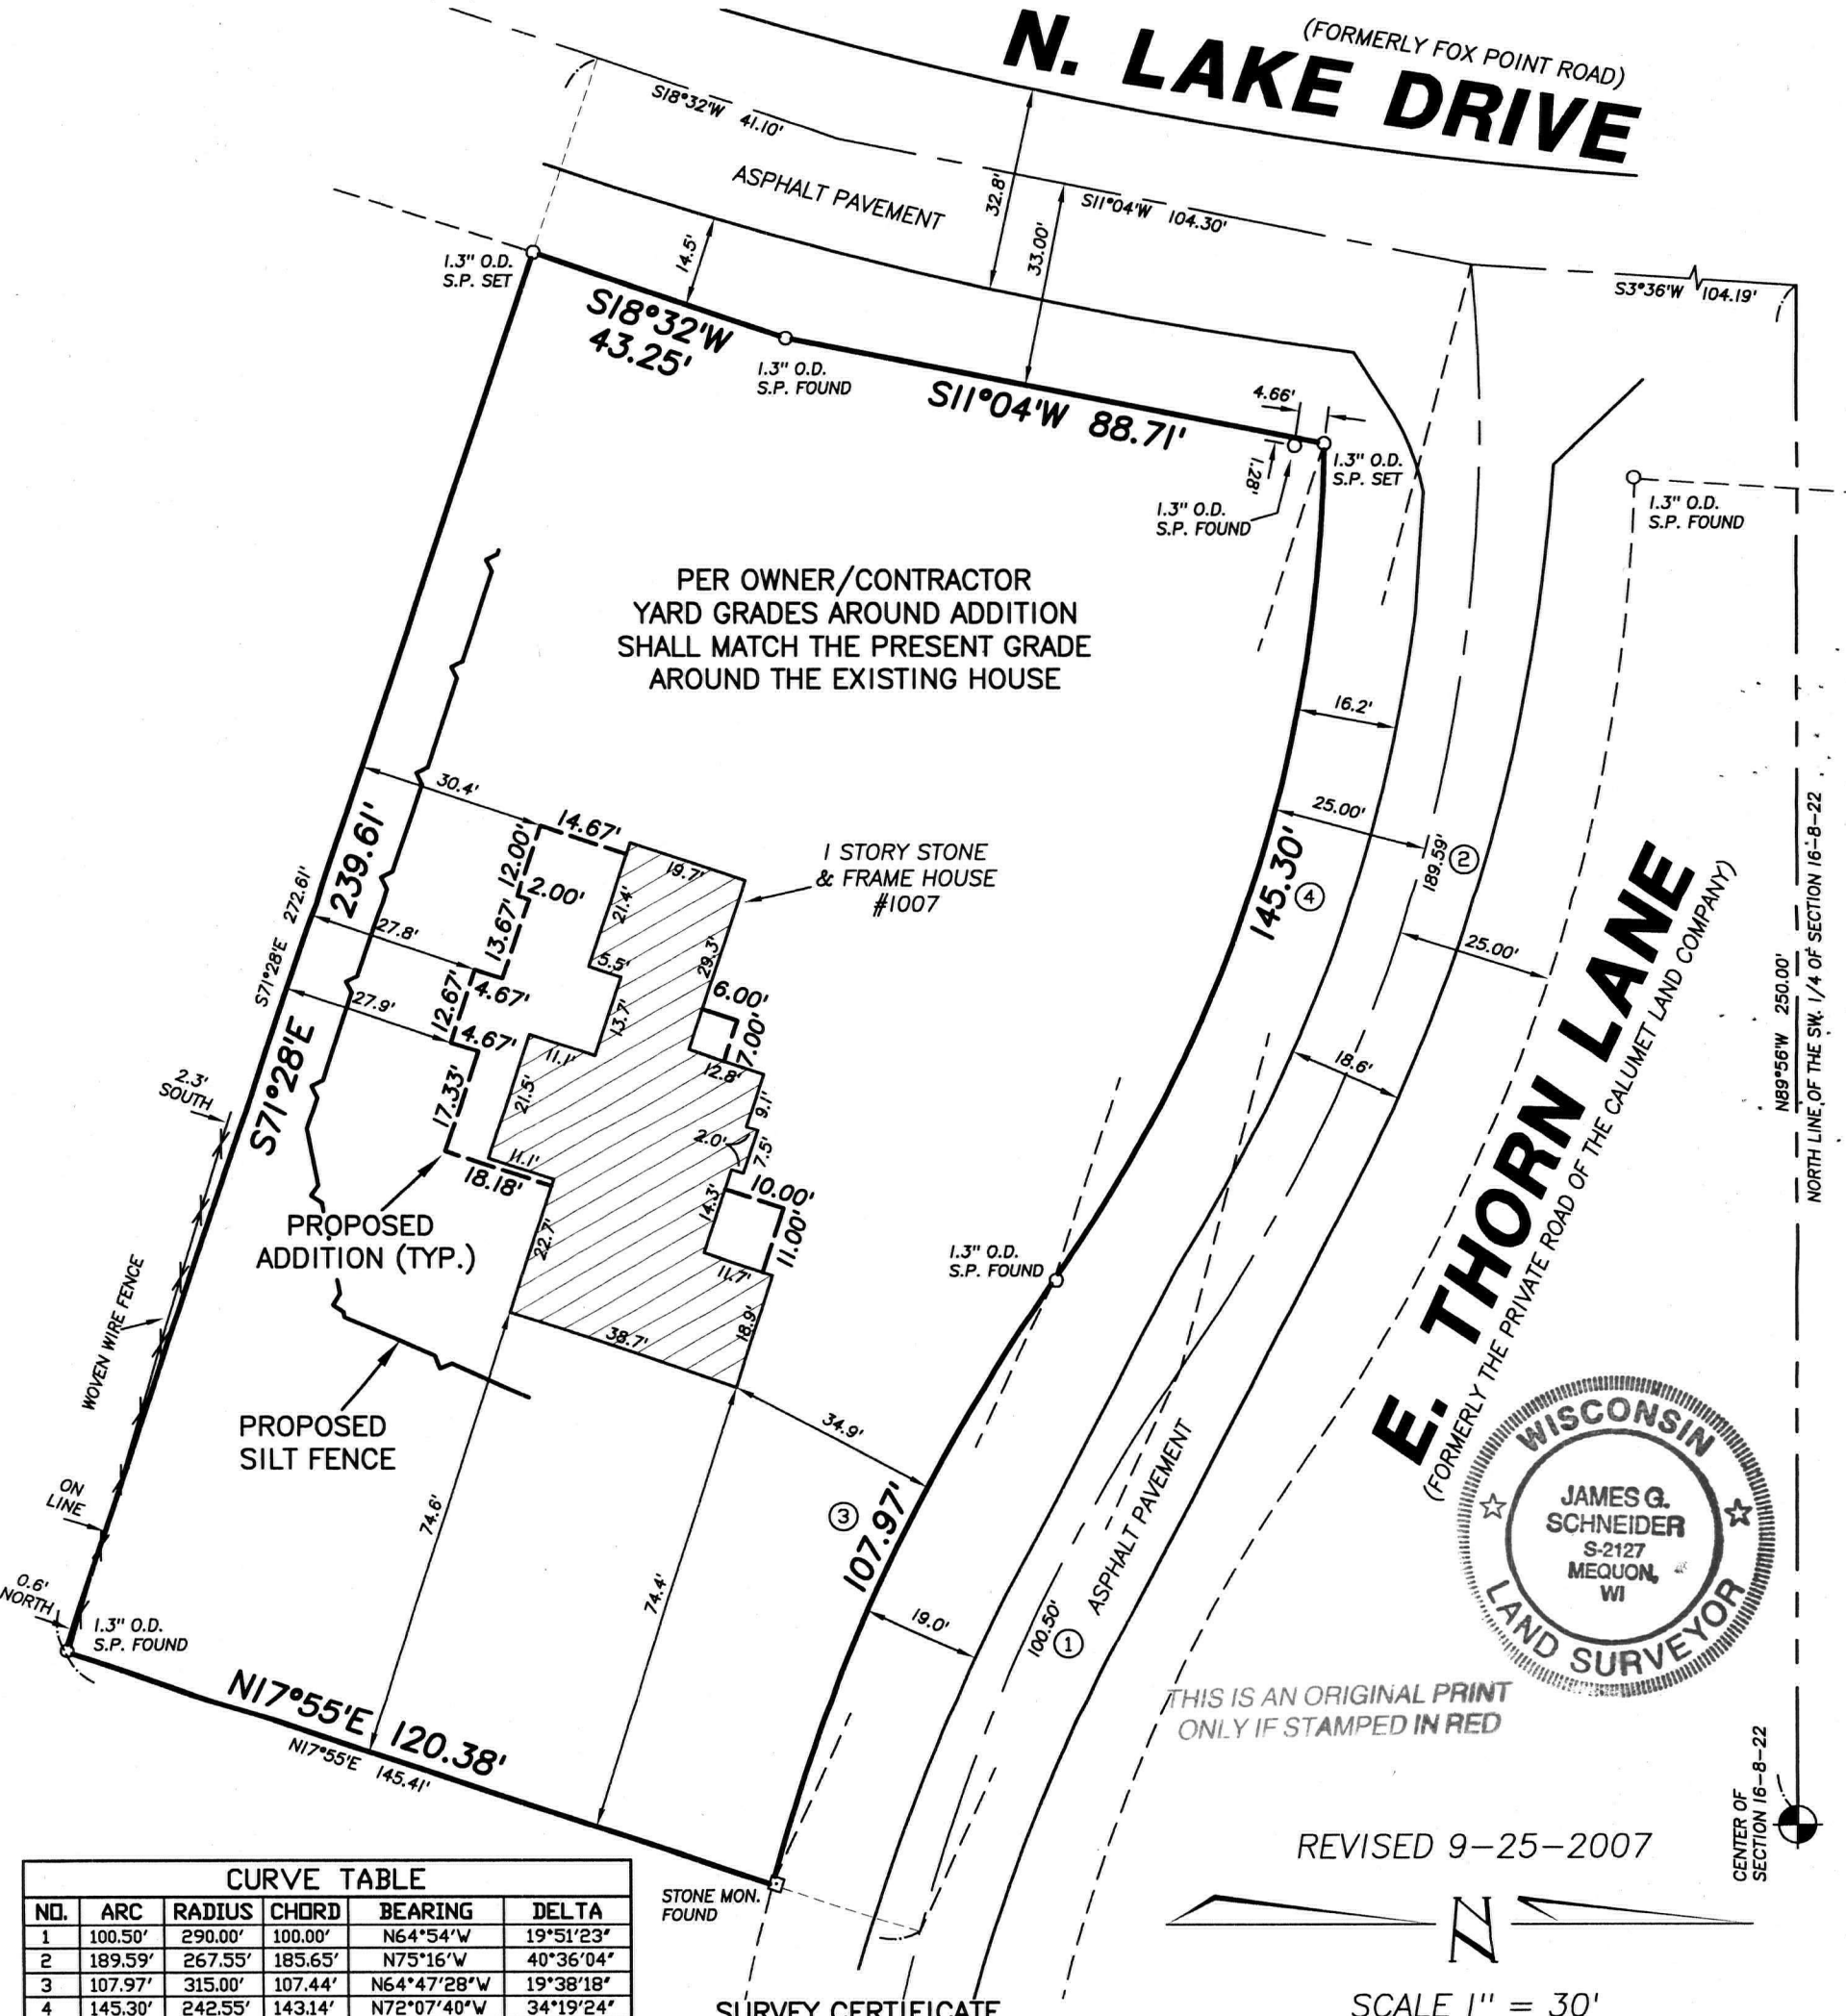 (FORMERLY FOX POINT ROAD)
N. LAKE DRIVE
S18°32'W 41.10'
ASPHALT PAVEMENT
32.8'
33.00'
S11°04'W 104.30'
S3°36'W 104.19'
14.5'
1.3" O.D.
S.P. SET
S18°32'W
43.25'
1.3" O.D.
S.P. FOUND
S11°04'W 88.71'
4.66'
1.28'
1.3" O.D.
S.P. SET
1.3" O.D.
S.P. FOUND
1.3" O.D.
S.P. FOUND
PER OWNER/CONTRACTOR
YARD GRADES AROUND ADDITION
SHALL MATCH THE PRESENT GRADE
AROUND THE EXISTING HOUSE
16.2'
25.00'
189.59'
2
145.30'
4
25.00'
18.6'
E. THORN LANE
(FORMERLY THE PRIVATE ROAD OF THE CALUMET LAND COMPANY)
N89°56'W 250.00'
NORTH LINE OF THE SW. 1/4 OF SECTION 16-8-22
30.4'
14.67'
12.00'
2.00'
13.67'
27.8'
4.67'
12.67'
27.9'
4.67'
17.33'
18.18'
1 STORY STONE
& FRAME HOUSE
#1007
19.7'
21.4'
5.5'
29.3'
13.7'
6.00'
7.00'
11.1'
12.8'
21.5'
9.1'
2.0'
7.5'
11.1'
10.00'
14.3'
11.00'
22.7'
11.7'
18.9'
38.7'
239.61'
S71°28'E 272.61'
S71°28'E
2.3'
SOUTH
PROPOSED
ADDITION (TYP.)
WOVEN WIRE FENCE
PROPOSED
SILT FENCE
ON
LINE
0.6'
NORTH
1.3" O.D.
S.P. FOUND
1.3" O.D.
S.P. FOUND
34.9'
74.6'
74.4'
3
107.97'
19.0'
100.50'
1
ASPHALT PAVEMENT
N17°55'E 120.38'
N17°55'E 145.41'
STONE MON.
FOUND
WISCONSIN
JAMES G.
SCHNEIDER
S-2127
MEQUON,
WI
LAND SURVEYOR
THIS IS AN ORIGINAL PRINT
ONLY IF STAMPED IN RED
CENTER OF
SECTION 16-8-22
REVISED 9-25-2007
N
SCALE 1" = 30'
CURVE TABLE
NO. ARC RADIUS CHORD BEARING DELTA
1 100.50' 290.00' 100.00' N64°54'W 19°51'23"
2 189.59' 267.55' 185.65' N75°16'W 40°36'04"
3 107.97' 315.00' 107.44' N64°47'28"W 19°38'18"
4 145.30' 242.55' 143.14' N72°07'40"W 34°19'24"
SURVEY CERTIFICATE